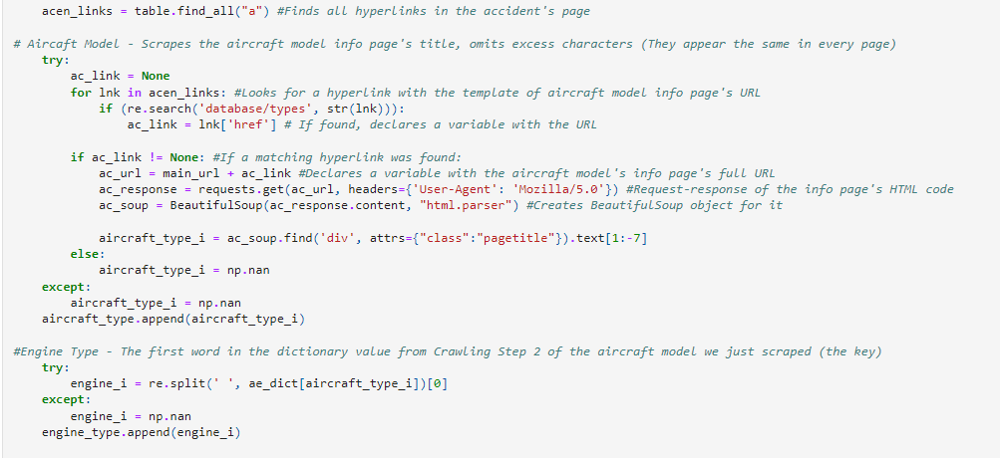 acen_links = table.find_all("a") #Finds all hyperlinks in the accident's page
# Aircaft Model - Scrapes the aircraft model info page's title, omits excess characters (They appear the same in every page)
try:
ac_link = None
for lnk in acen_links: #Looks for a hyperlink with the template of aircraft model info page's URL
if (re.search('database/types', str(lnk))):
ac_link = lnk['href'] # If found, declares a variable with the URL
if ac_link != None: #If a matching hyperlink was found:
ac_url = main_url + ac_link #Declares a variable with the aircraft model's info page's full URL
ac_response = requests.get(ac_url, headers={'User-Agent': 'Mozilla/5.0'}) #Request-response of the info page's HTML code
ac_soup = BeautifulSoup(ac_response.content, "html.parser") #Creates BeautifulSoup object for it
aircraft_type_i = ac_soup.find('div', attrs={"class":"pagetitle"}).text[1:-7]
else:
aircraft_type_i = np.nan
except:
aircraft_type_i = np.nan
aircraft_type.append(aircraft_type_i)
#Engine Type - The first word in the dictionary value from Crawling Step 2 of the aircraft model we just scraped (the key)
try:
engine_i = re.split(' ', ae_dict[aircraft_type_i])[0]
except:
engine_i = np.nan
engine_type.append(engine_i)